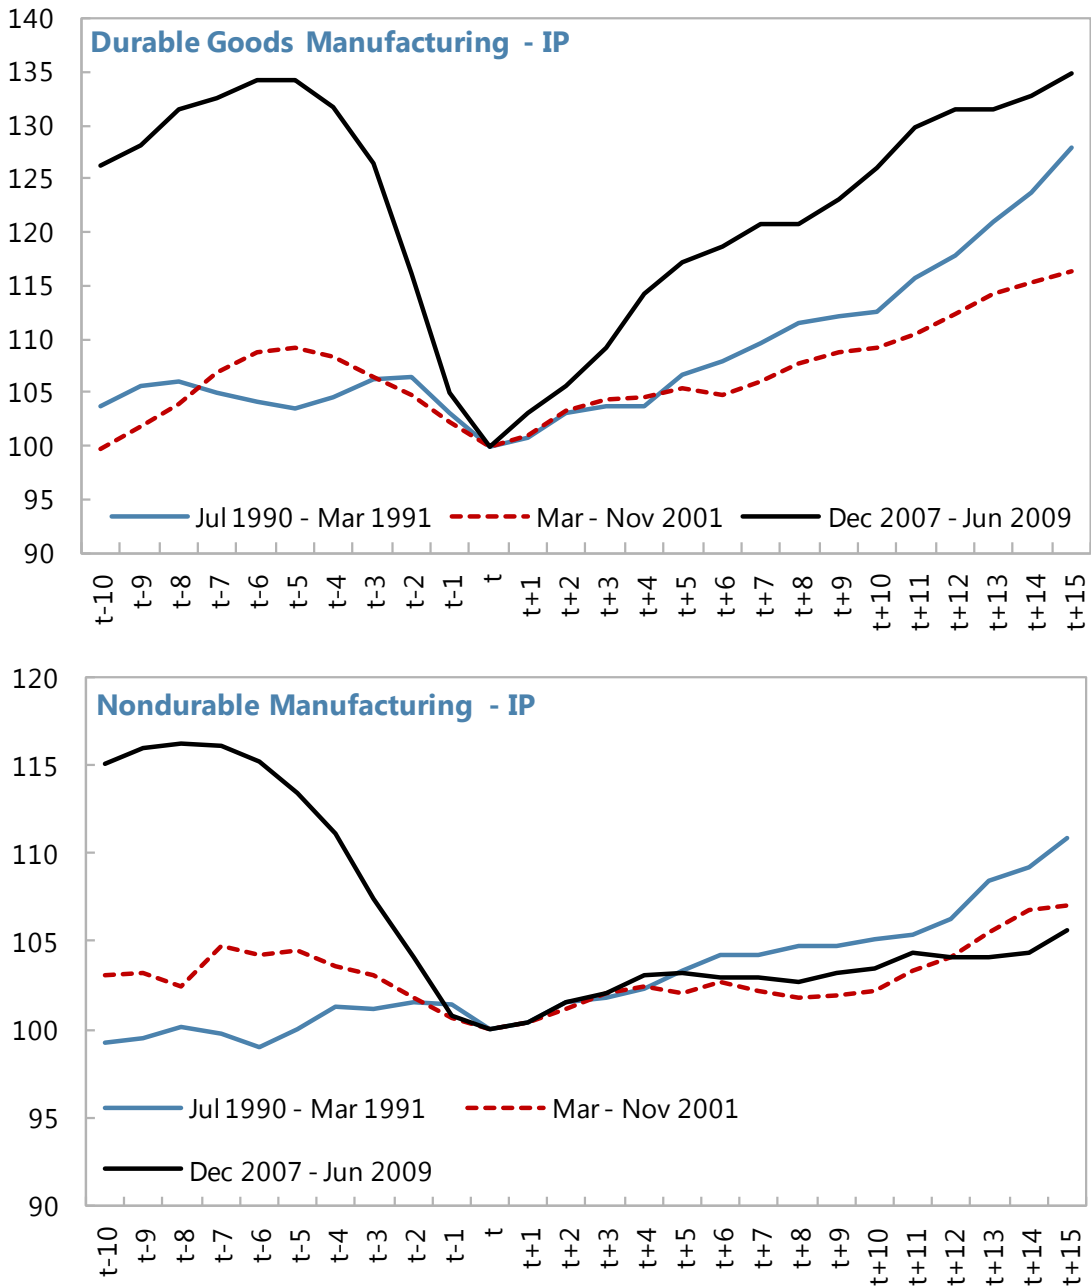 140
Durable Goods Manufacturing - IP
135
130
125
120
115
110
105
100
95
Jul 1990 - Mar 1991 Mar - Nov 2001 Dec 2007 - Jun 2009
90
t-10 t-9 t-8 t-7 t-6 t-5 t-4 t-3 t-2 t-1 t t+1 t+2 t+3 t+4 t+5 t+6 t+7 t+8 t+9 t+10 t+11 t+12 t+13 t+14 t+15
120
Nondurable Manufacturing - IP
115
110
105
100
95
Jul 1990 - Mar 1991 Mar - Nov 2001
Dec 2007 - Jun 2009
90
t-10 t-9 t-8 t-7 t-6 t-5 t-4 t-3 t-2 t-1 t t+1 t+2 t+3 t+4 t+5 t+6 t+7 t+8 t+9 t+10 t+11 t+12 t+13 t+14 t+15